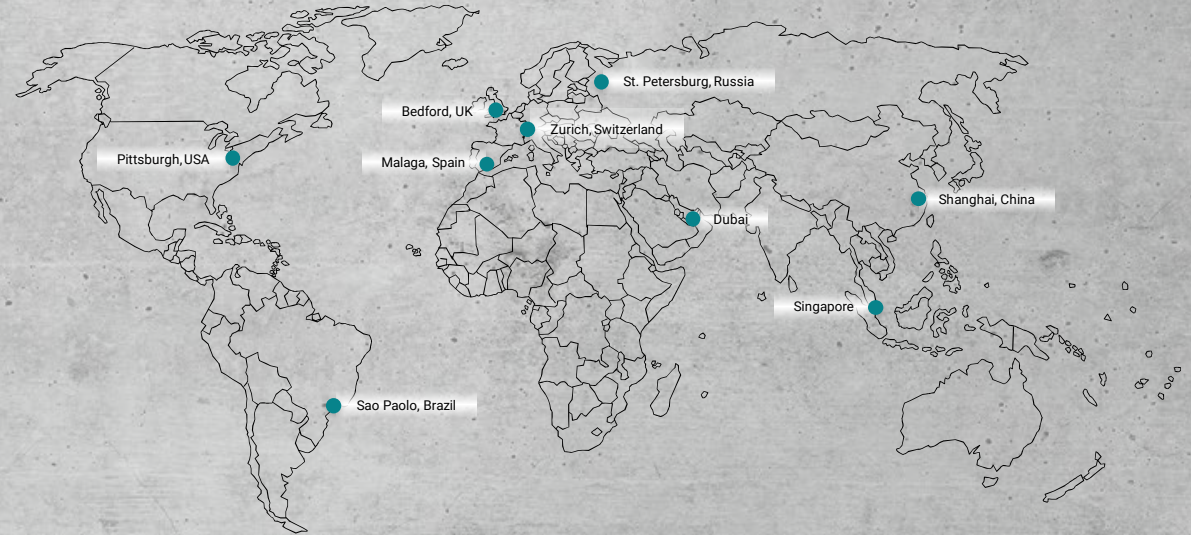 St. Petersburg, Russia
Bedford, UK
Zurich, Switzerland
Pittsburgh, USA
Malaga, Spain
Shanghai, China
Dubai
Singapore
Sao Paolo, Brazil